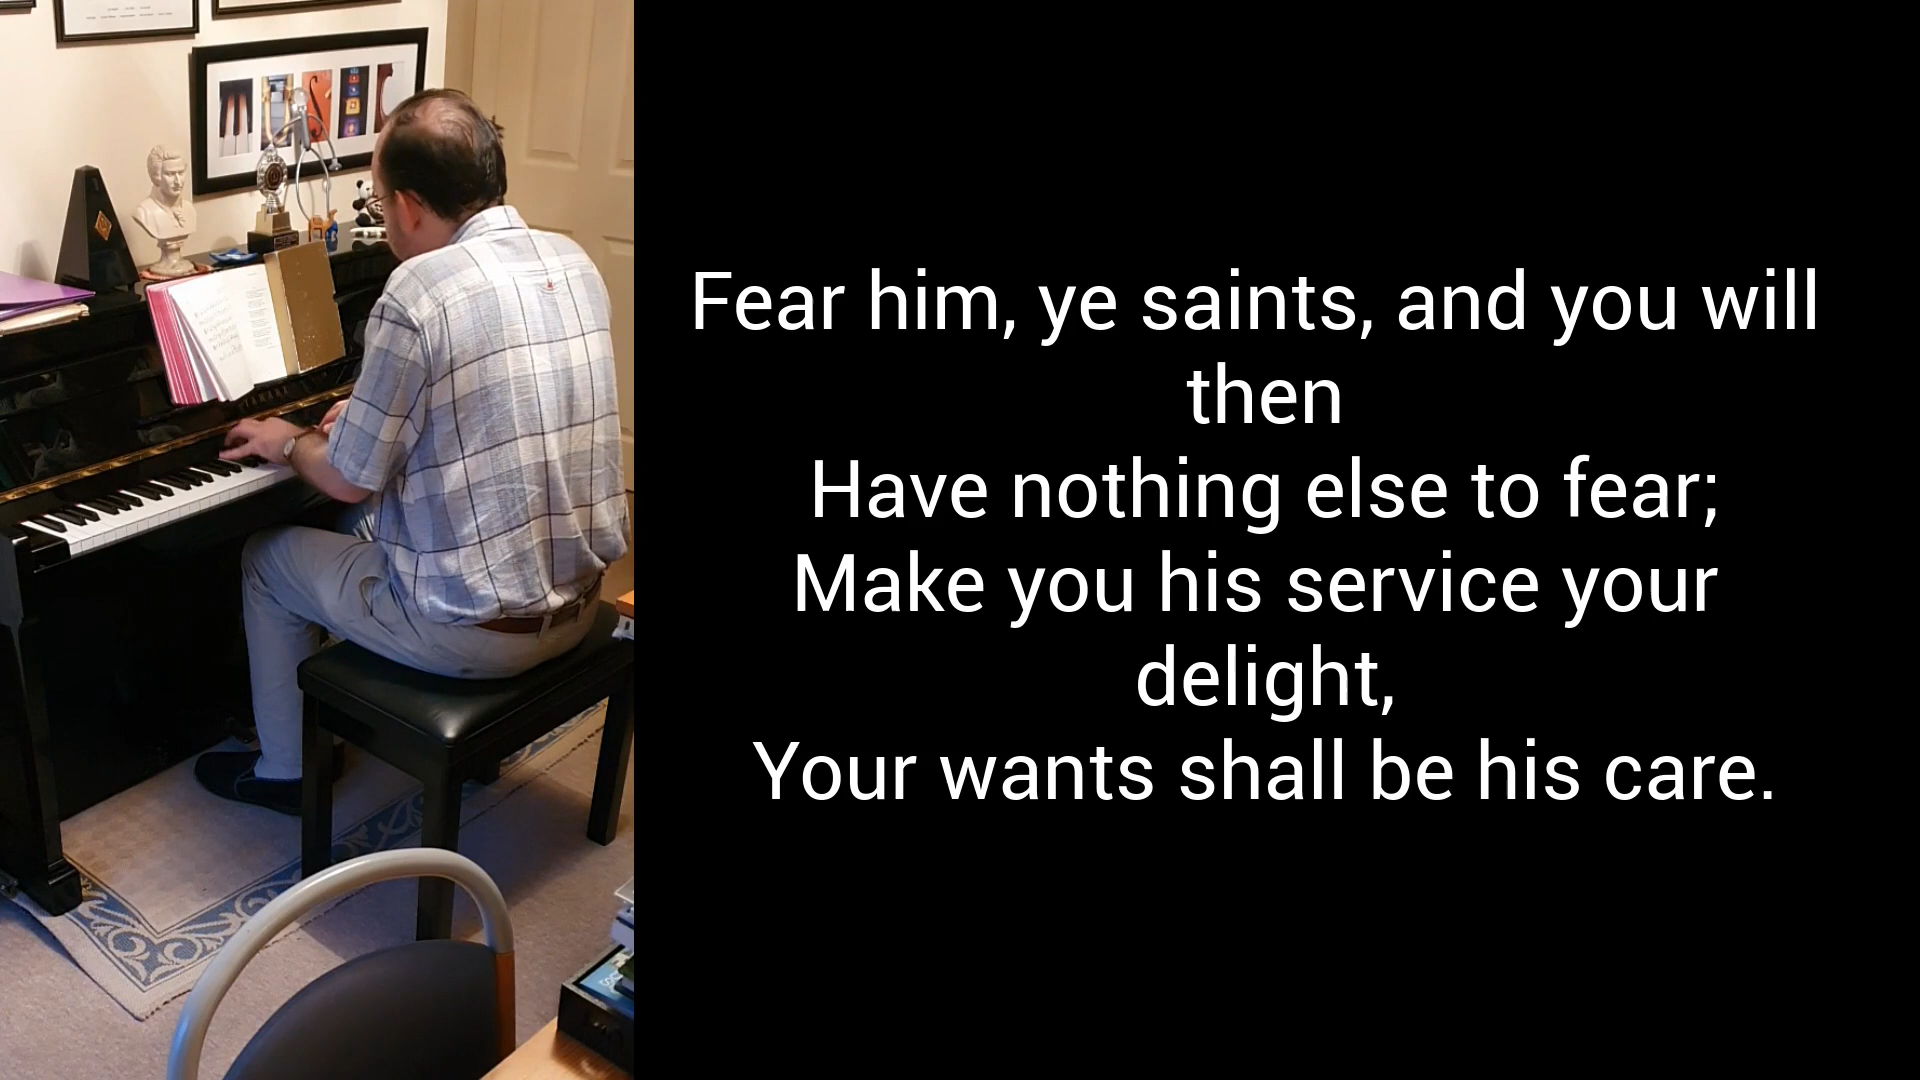 Fear him, ye saints, and you will
then
Have nothing else to fear;
Make you his service your
delight,
Your wants shall be his care.